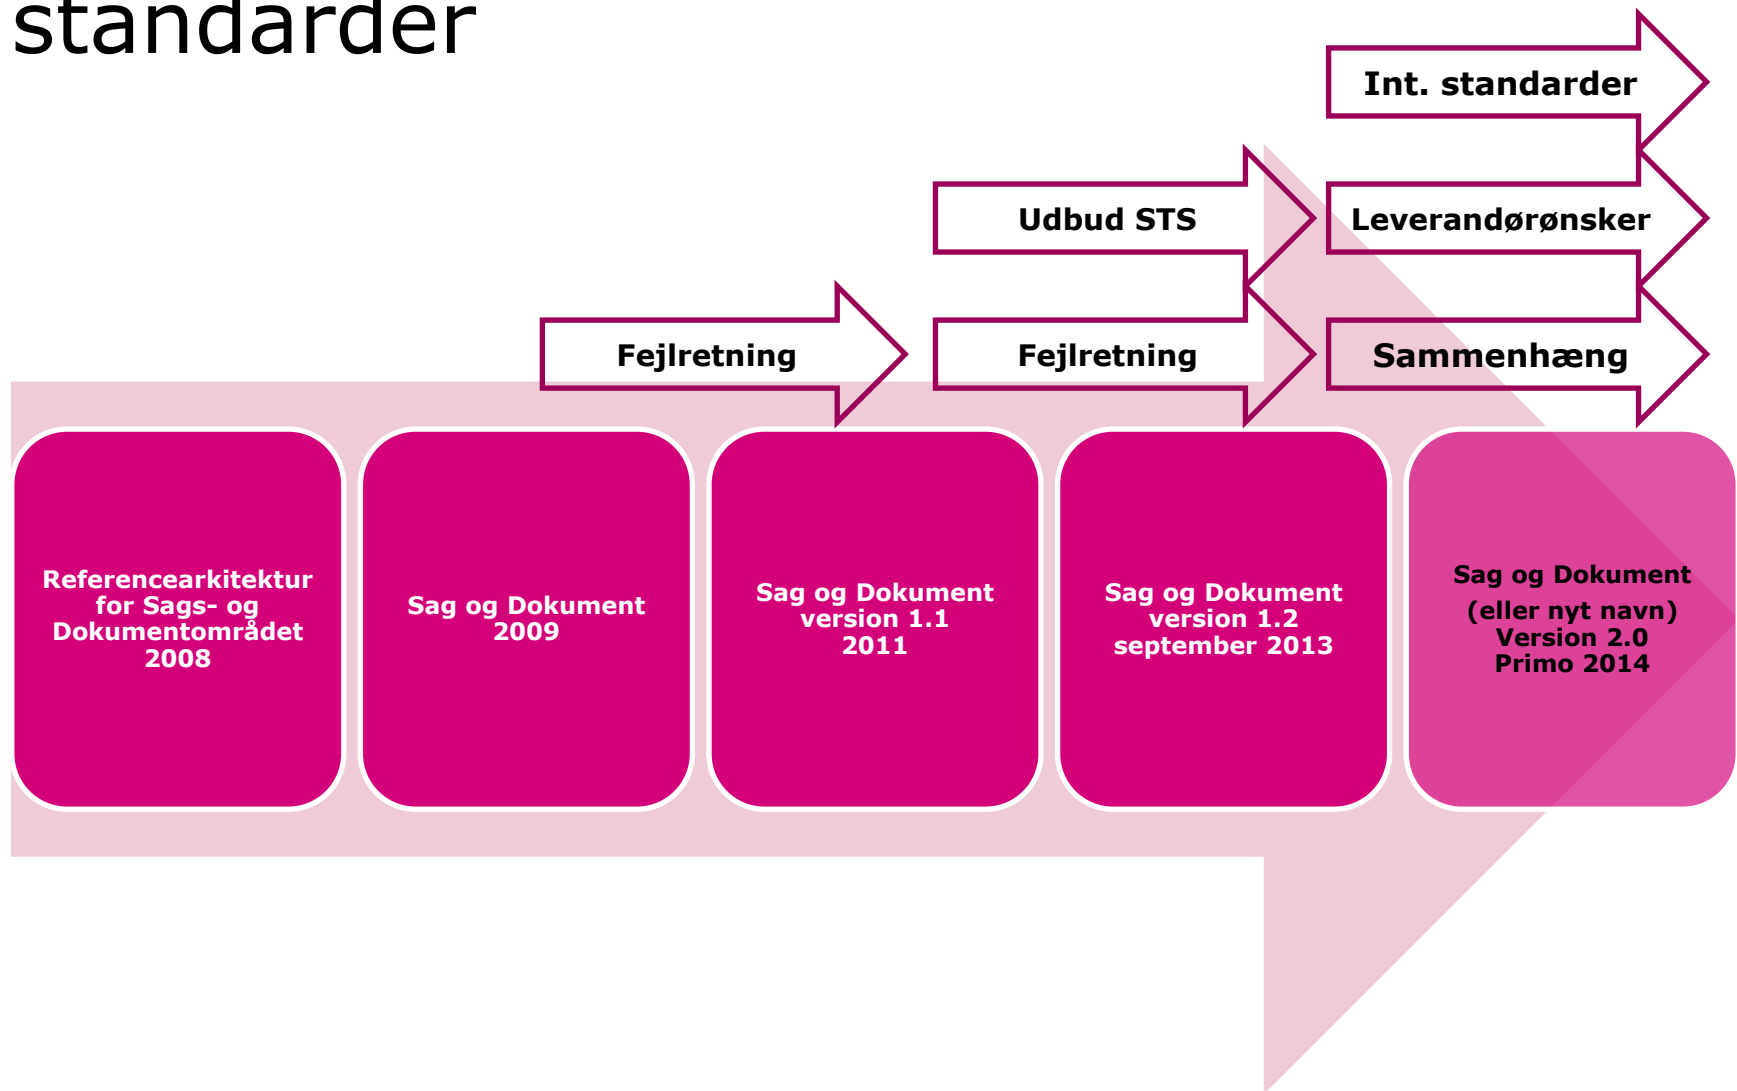 standarder
Int. standarder
Udbud STS
Leverandørønsker
Fejlretning
Fejlretning
Sammenhæng
Referencearkitektur
for Sags- og
Dokumentområdet
2008
Sag og Dokument
2009
Sag og Dokument
version 1.1
2011
Sag og Dokument
version 1.2
september 2013
Sag og Dokument
(eller nyt navn)
Version 2.0
Primo 2014